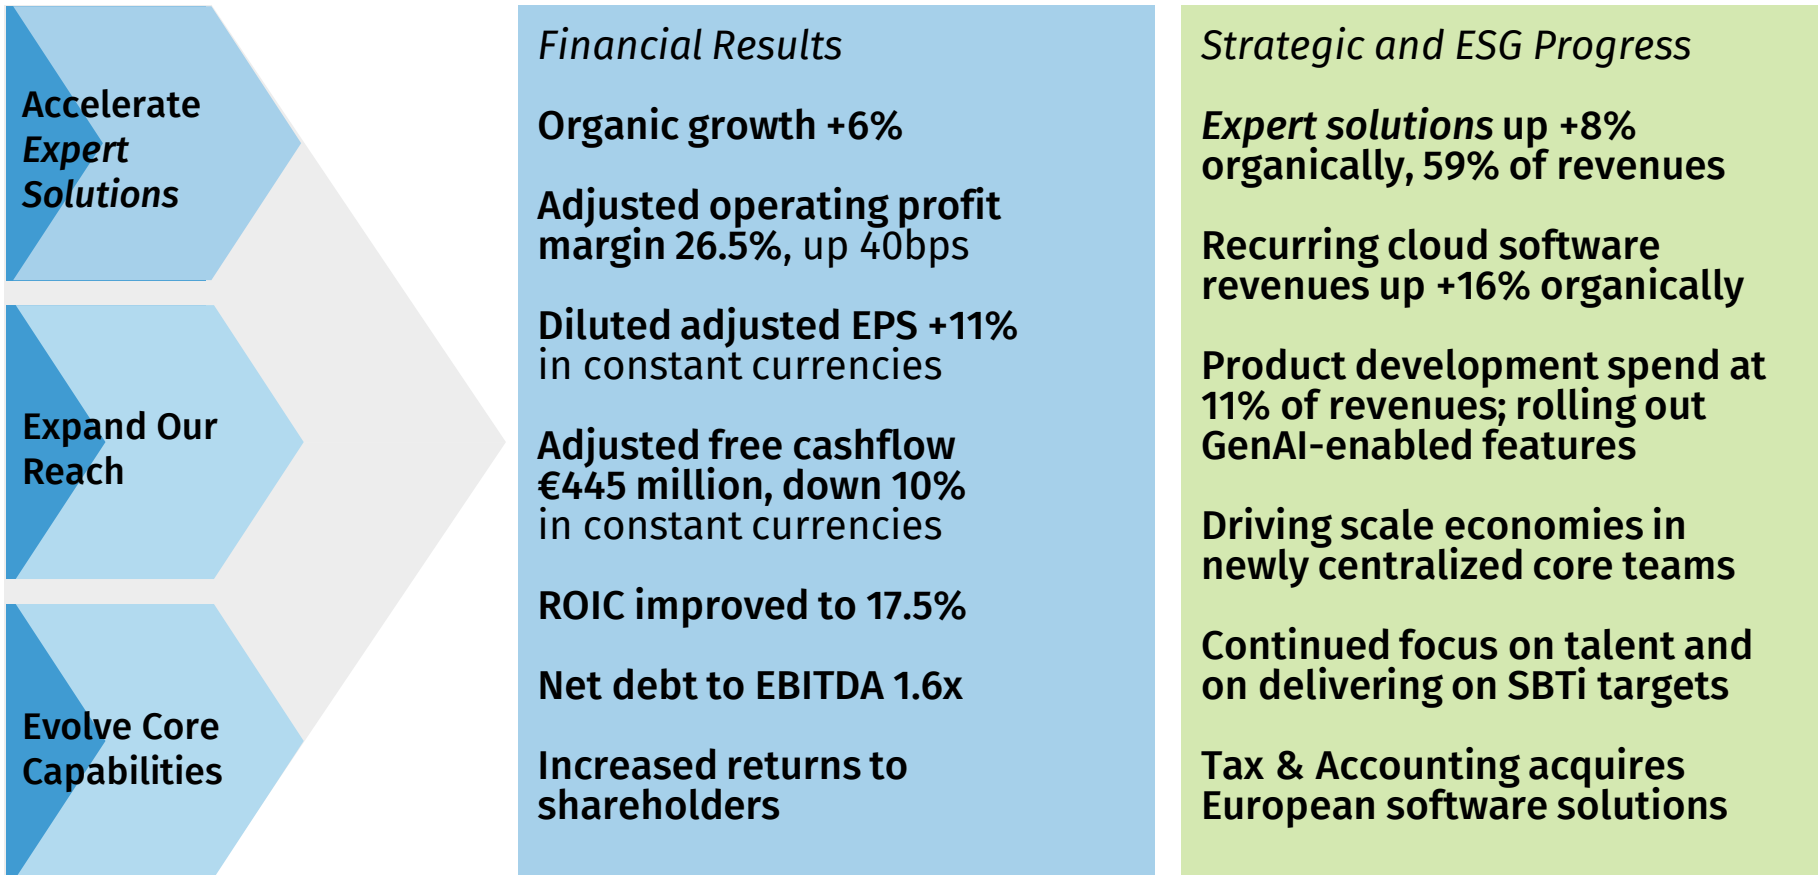 Accelerate
Expert
Solutions
Expand Our
Reach
Evolve Core
Capabilities
Financial Results
Organic growth +6%
Adjusted operating profit
margin 26.5%, up 40bps
Diluted adjusted EPS +11%
in constant currencies
Adjusted free cashflow
€445 million, down 10%
in constant currencies
ROIC improved to 17.5%
Net debt to EBITDA 1.6x
Increased returns to
shareholders
Strategic and ESG Progress
Expert solutions up +8%
organically, 59% of revenues
Recurring cloud software
revenues up +16% organically
Product development spend at
11% of revenues; rolling out
GenAI-enabled features
Driving scale economies in
newly centralized core teams
Continued focus on talent and
on delivering on SBTi targets
Tax & Accounting acquires
European software solutions